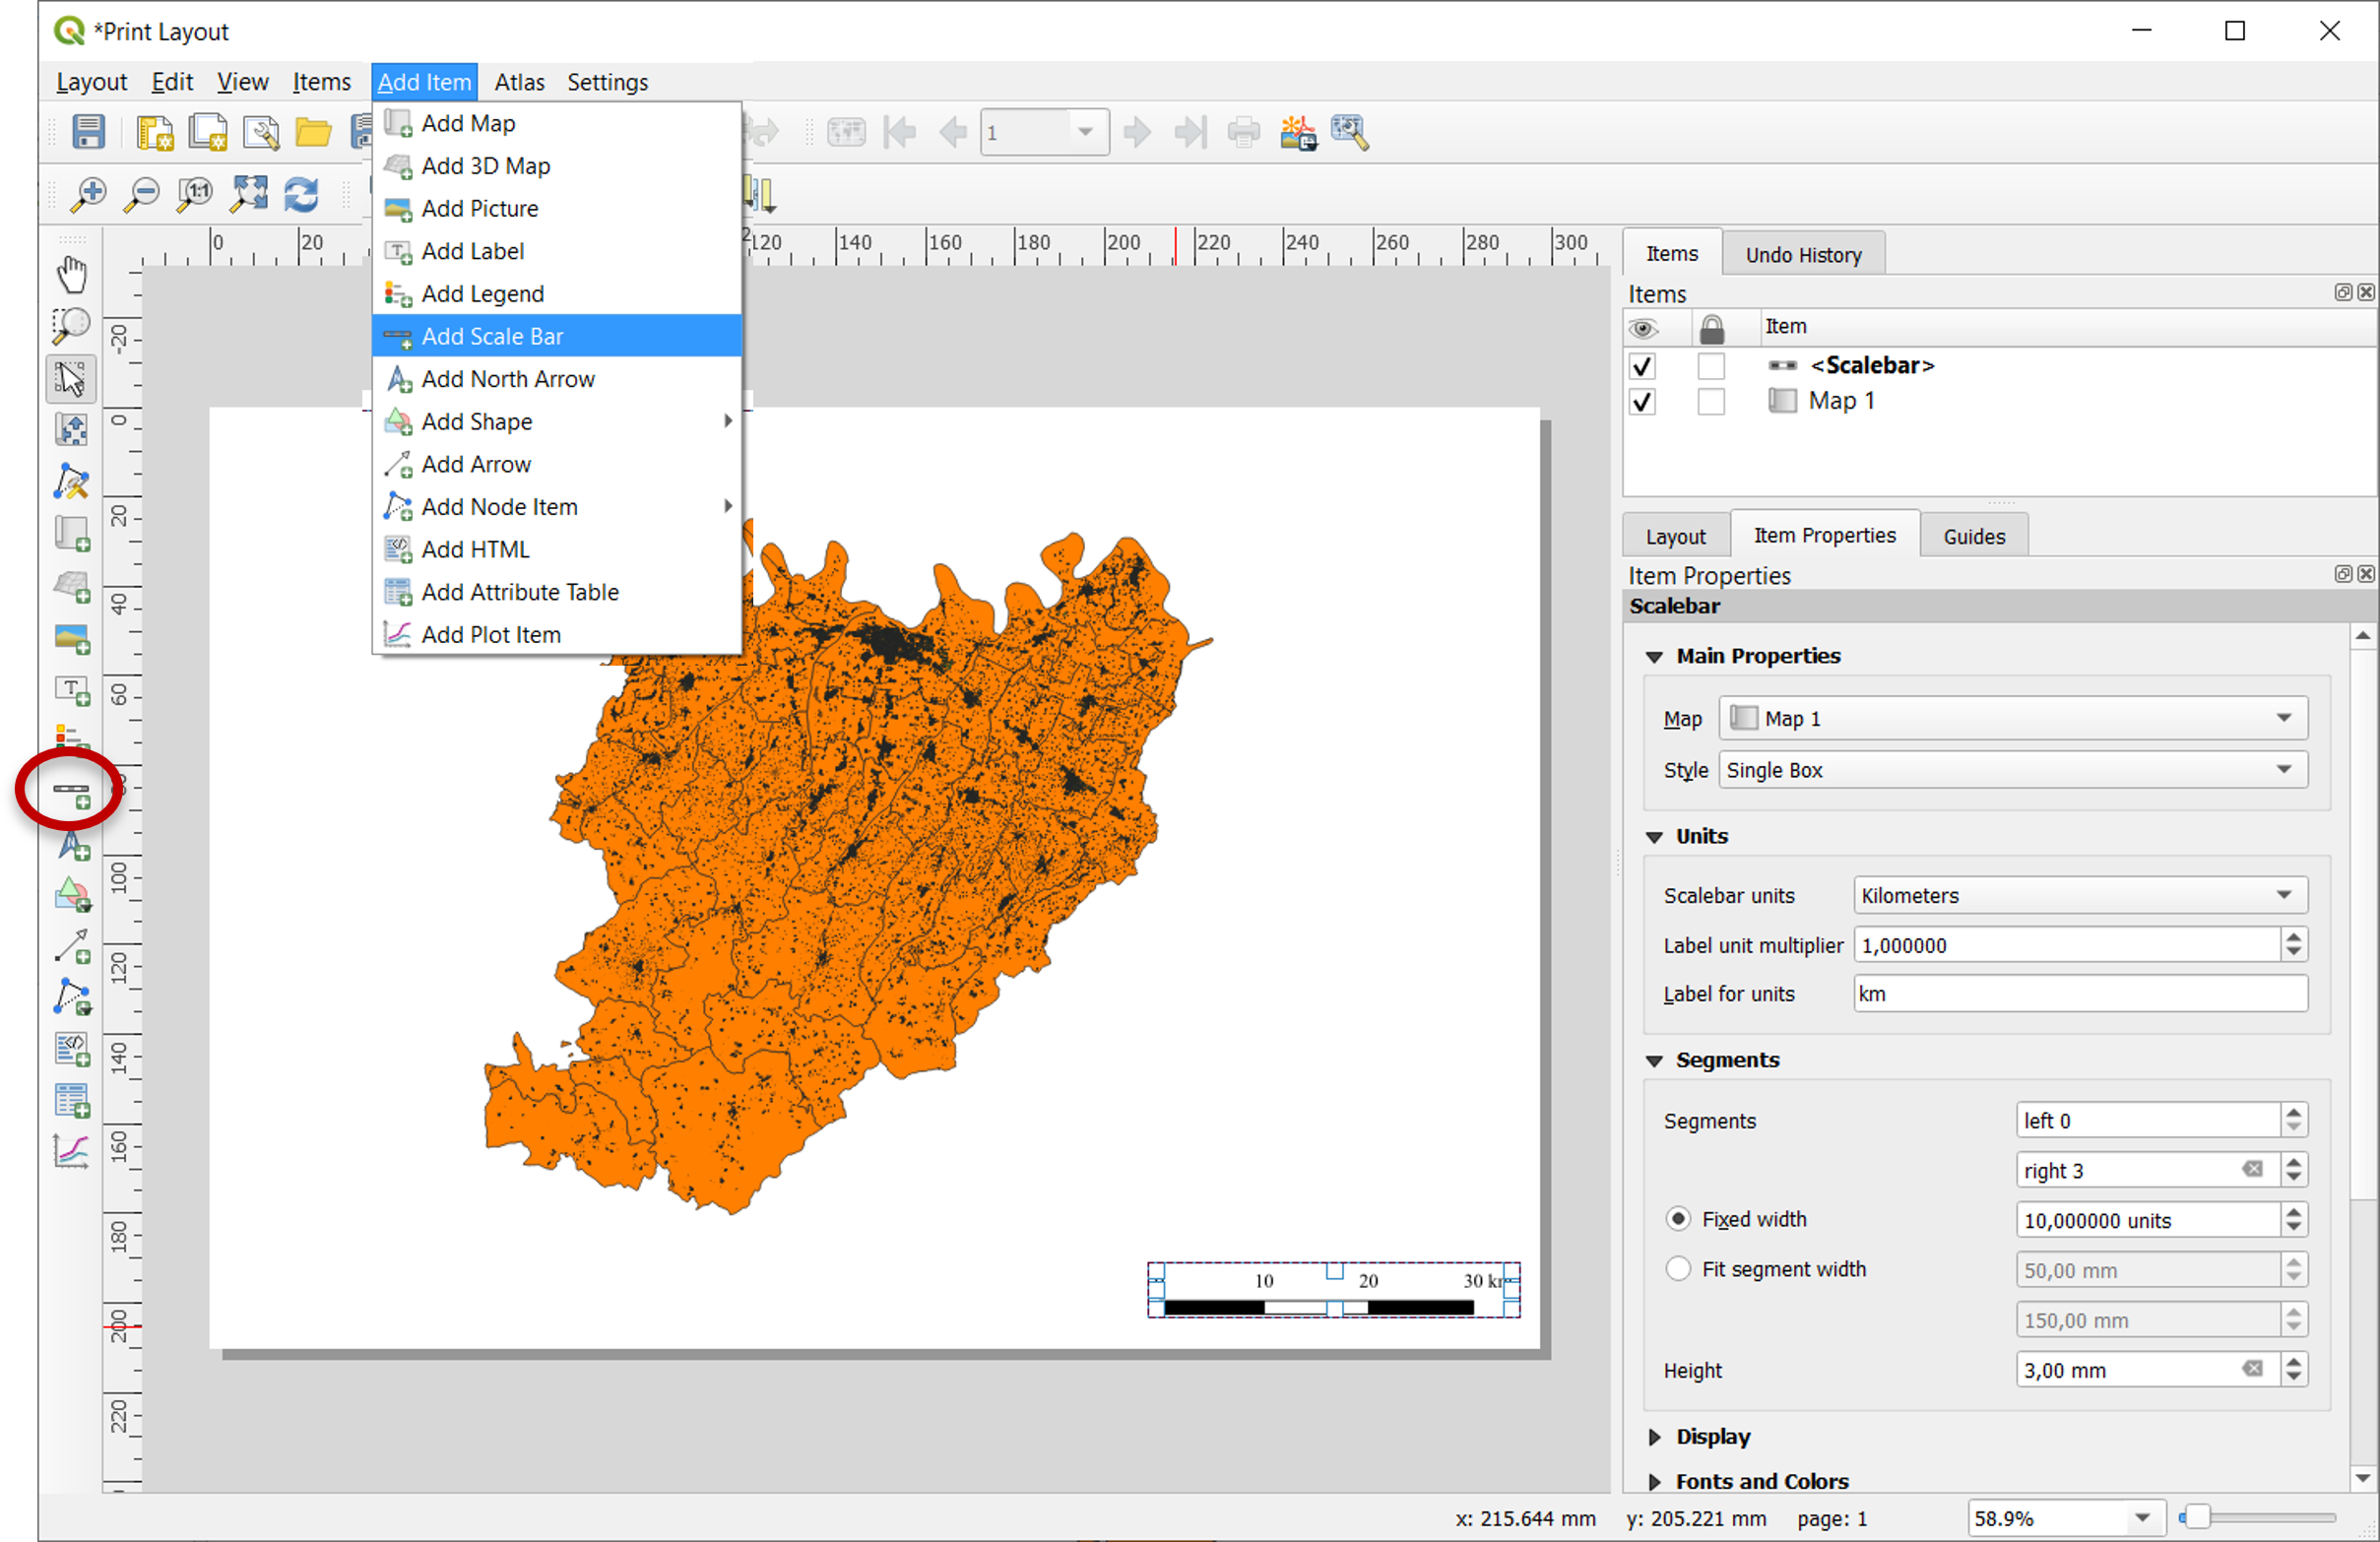 *Print Layout
Layout Edit View Items Add Item Atlas Settings
Add Map
1
Add 3D Map
1:1
Add Picture
Add Label
Add Legend
Add Scale Bar
Add North Arrow
Add Shape
Add Arrow
Add Node Item
Add HTML
Add Attribute Table
Add Plot Item
0 20 120 140 160 180 200 220 240 260 280 300
-20
0
20
40
60
100
120
140
160
180
200
220
10 20 30
Items Undo History
Items
Item
<Scalebar>
Map 1
Layout Item Properties Guides
Item Properties
Scalebar
Main Properties
Map Map 1
Style Single Box
Units
Scalebar units Kilometers
Label unit multiplier 1,000000
Label for units km
Segments
Segments left 0
right 3
Fixed width 10,000000 units
Fit segment width 50,00 mm
150,00 mm
Height 3,00 mm
Display
Fonts and Colors
x: 215.644 mm y: 205.221 mm page: 1 58.9%